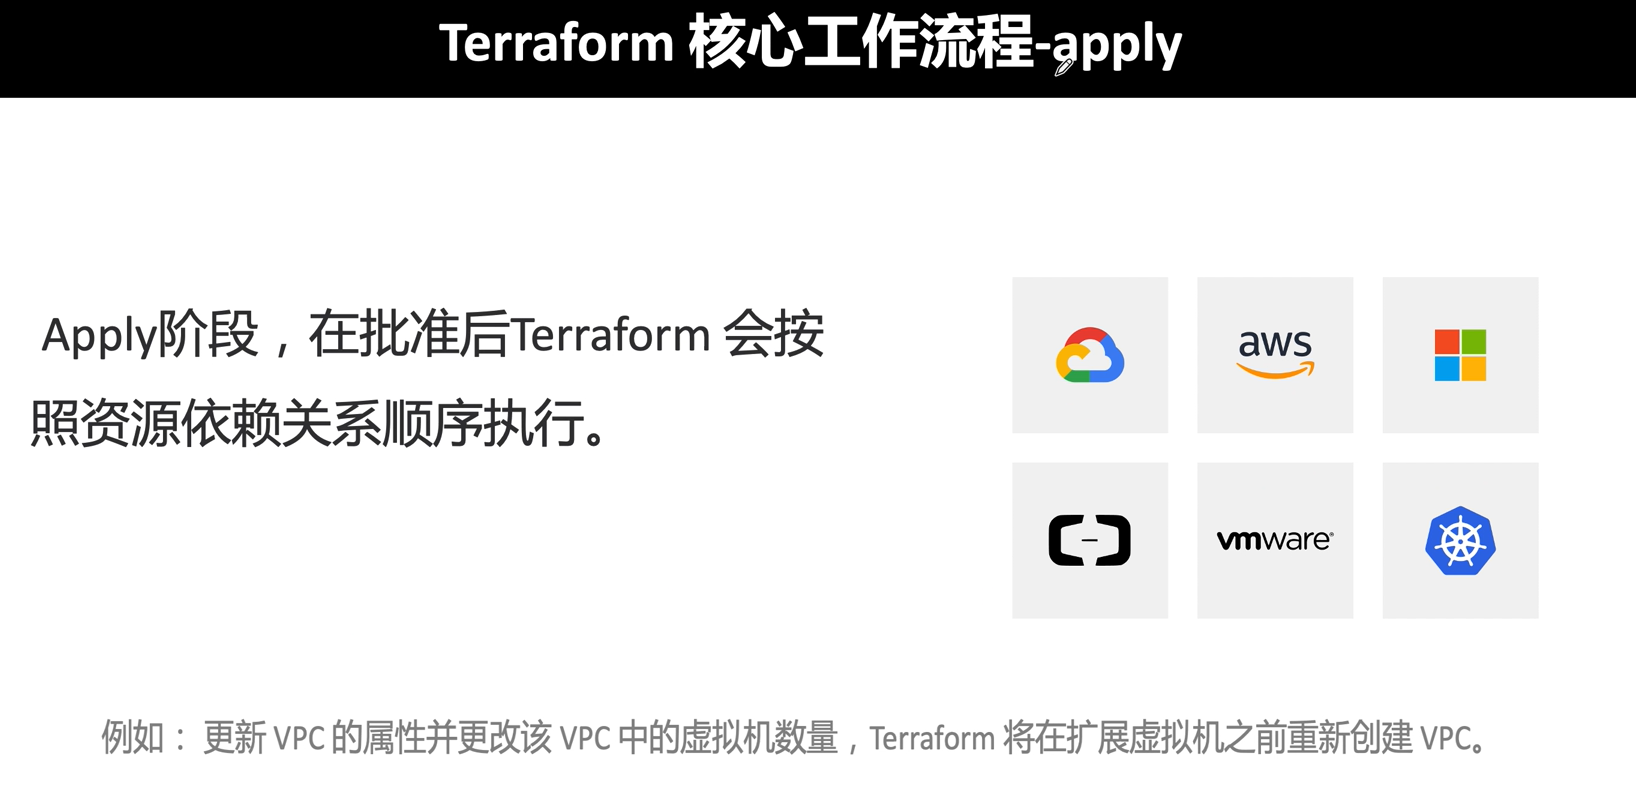 Terraform 核心工作流程-apply
Apply阶段，在批准后Terraform 会按
照资源依赖关系顺序执行。
aws
vmware®
例如： 更新 VPC 的属性并更改该 VPC 中的虚拟机数量，Terraform 将在扩展虚拟机之前重新创建 VPC。